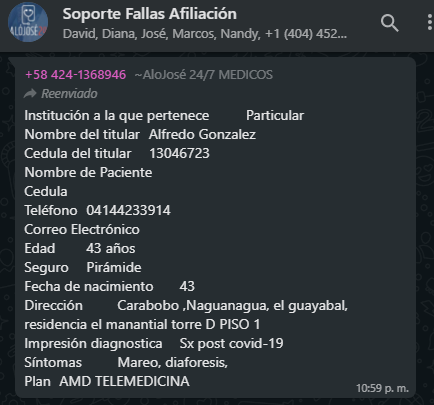 ALÓJOSÉ
Soporte Fallas Afiliación
David, Diana, José, Marcos, Nandy, +1 (404) 452...
+58 424-1368946 ~AloJosé 24/7 MEDICOS
Reenviado
Institución a la que pertenece Particular
Nombre del titular Alfredo Gonzalez
Cedula del titular 13046723
Nombre de Paciente
Cedula
Teléfono 04144233914
Correo Electrónico
Edad 43 años
Seguro Pirámide
Fecha de nacimiento 43
Dirección Carabobo ,Naguanagua, el guayabal,
residencia el manantial torre D PISO 1
Impresión diagnostica Sx post covid-19
Síntomas Mareo, diaforesis,
Plan AMD TELEMEDICINA
10:59 p. m.